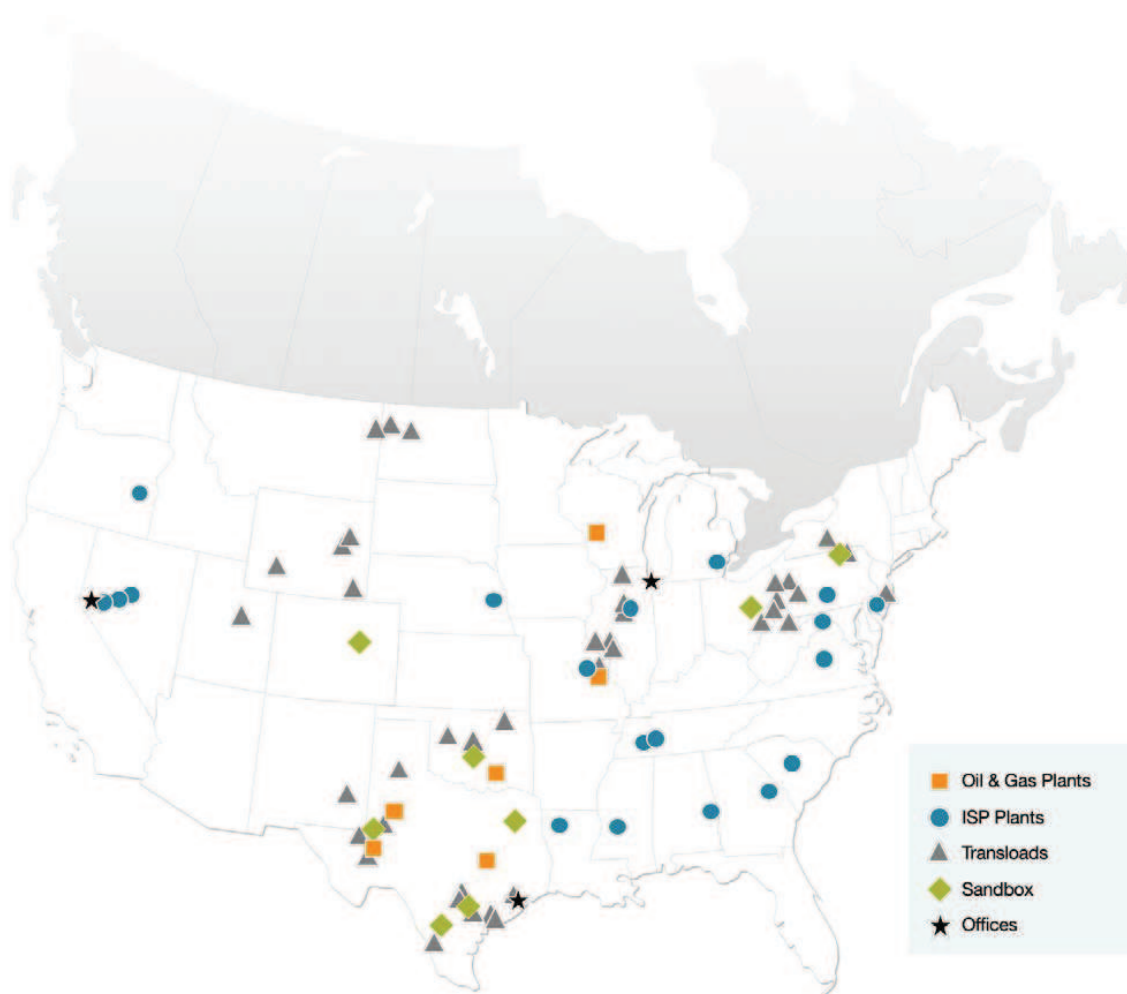 Oil & Gas Plants
ISP Plants
Transloads
Sandbox
Offices